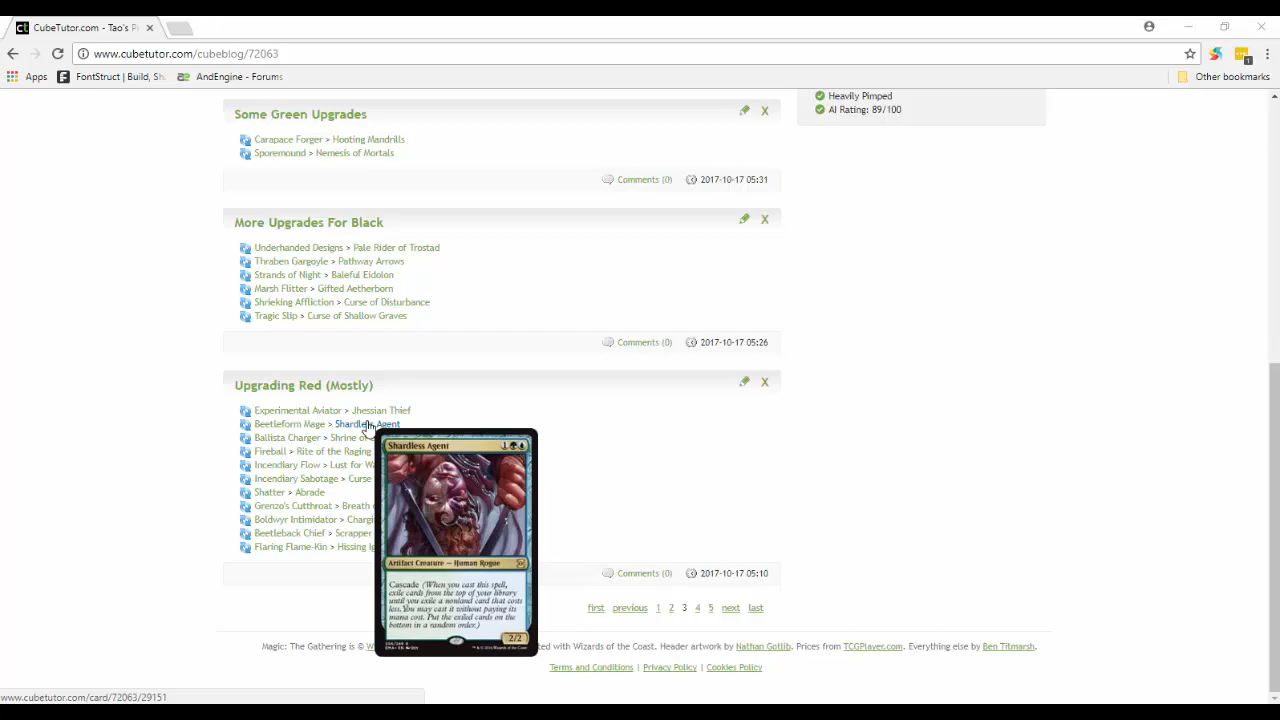 CubeTutor.com - Tao's P
www.cubetutor.com/cubeblog/72063
Apps
FontStruct | Build, Sh
AndEngine - Forums
Other bookmarks
Heavily Pimped
AI Rating: 89/100
Some Green Upgrades
Carapace Forger > Hooting Mandrills
Sporemound > Nemesis of Mortals
Comments (0) 2017-10-17 05:31
More Upgrades For Black
Underhanded Designs > Pale Rider of Trostad
Thraben Gargoyle > Pathway Arrows
Strands of Night > Baleful Eidolon
Marsh Flitter > Gifted Aetherborn
Shrieking Affliction > Curse of Disturbance
Tragic Slip > Curse of Shallow Graves
Comments (0) 2017-10-17 05:26
Upgrading Red (Mostly)
Experimental Aviator > Jhessian Thief
Beetleform Mage > Shardless Agent
Ballista Charger > Shrine of
Fireball > Rite of the Raging
Incendiary Flow > Lust for Wa
Incendiary Sabotage > Curse
Shatter > Abrade
Grenzo's Cutthroat > Breath
Boldwyr Intimidator > Chargi
Beetleback Chief > Scrapper
Flaring Flame-Kin > Hissing Ig
Shardless Agent 1
Artifact Creature — Human Rogue
Cascade (When you cast this spell,
exile cards from the top of your library
until you exile a nonland card that costs
less. You may cast it without paying its
mana cost. Put the exiled cards on the
bottom in a random order.)
2/2
Comments (0) 2017-10-17 05:10
first previous 1 2 3 4 5 next last
Magic: The Gathering is © W
ed with Wizards of the Coast. Header artwork by Nathan Gotlib. Prices from TCGPlayer.com. Everything else by Ben Titmarsh.
Terms and Conditions | Privacy Policy | Cookies Policy
www.cubetutor.com/card/72063/29151